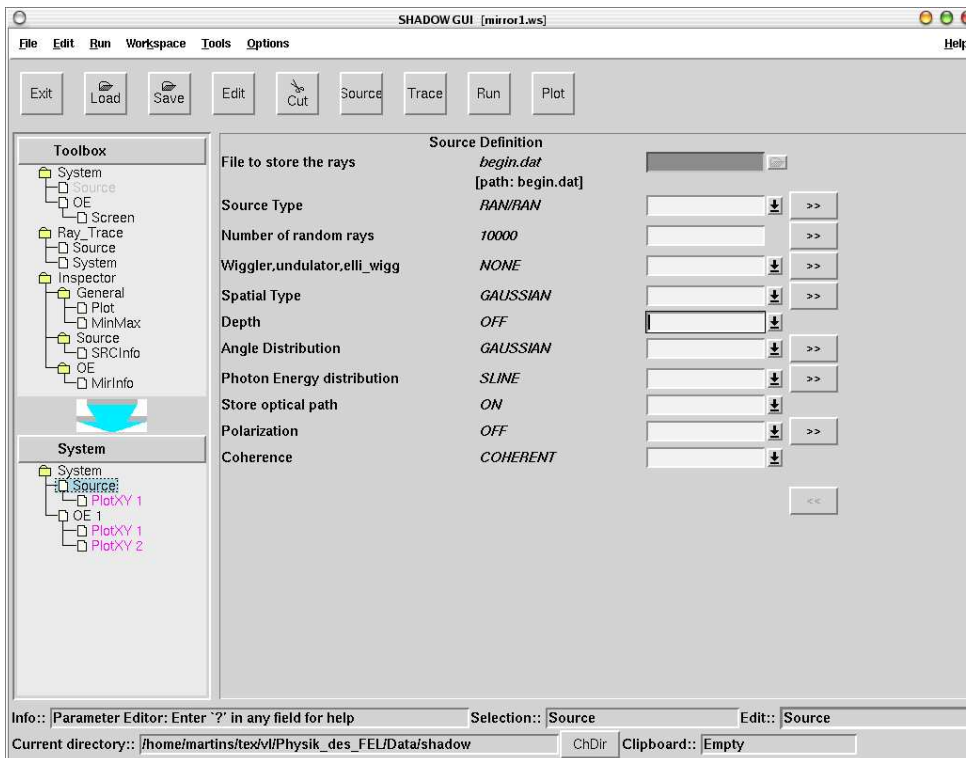 SHADOW GUI [mirror1.ws]
File Edit Run Workspace Tools Options Help
Exit Load Save Edit Cut Source Trace Run Plot
Toolbox
System
Source
OE
Screen
Ray_Trace
Source
System
Inspector
General
Plot
MinMax
Source
SRCInfo
OE
MirInfo
System
System
Source
PlotXY 1
OE 1
PlotXY 1
PlotXY 2
Source Definition
File to store the rays begin.dat
[path: begin.dat]
Source Type RAN/RAN >>
Number of random rays 10000 >>
Wiggler,undulator,elli_wigg NONE >>
Spatial Type GAUSSIAN >>
Depth OFF
Angle Distribution GAUSSIAN >>
Photon Energy distribution SLINE >>
Store optical path ON
Polarization OFF >>
Coherence COHERENT
<<
Info:: Parameter Editor: Enter `?' in any field for help Selection:: Source Edit:: Source
Current directory:: /home/martins/tex/vl/Physik_des_FEL/Data/shadow ChDir Clipboard:: Empty